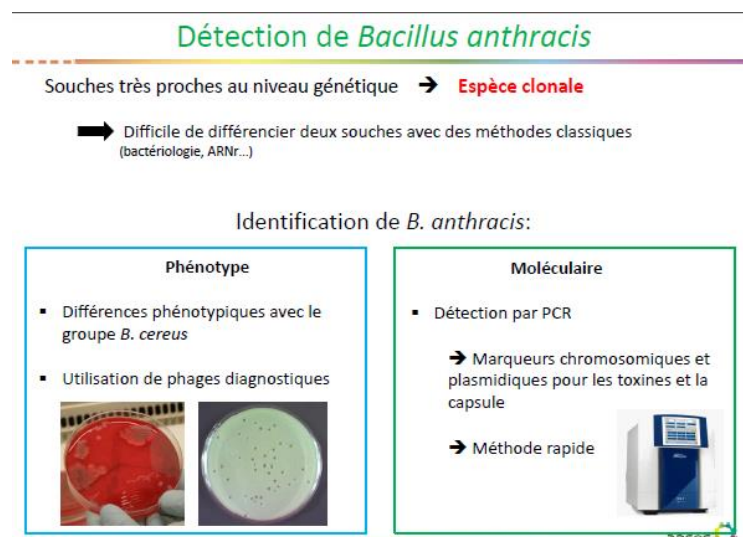 Détection de Bacillus anthracis
Souches très proches au niveau génétique ➔ Espèce clonale
Difficile de différencier deux souches avec des méthodes classiques
(bactériologie, ARNr...)
Identification de B. anthracis:
Phénotype
▪ Différences phénotypiques avec le
groupe B. cereus
▪ Utilisation de phages diagnostiques
Moléculaire
▪ Détection par PCR
➔ Marqueurs chromosomiques et
plasmidiques pour les toxines et la
capsule
➔ Méthode rapide